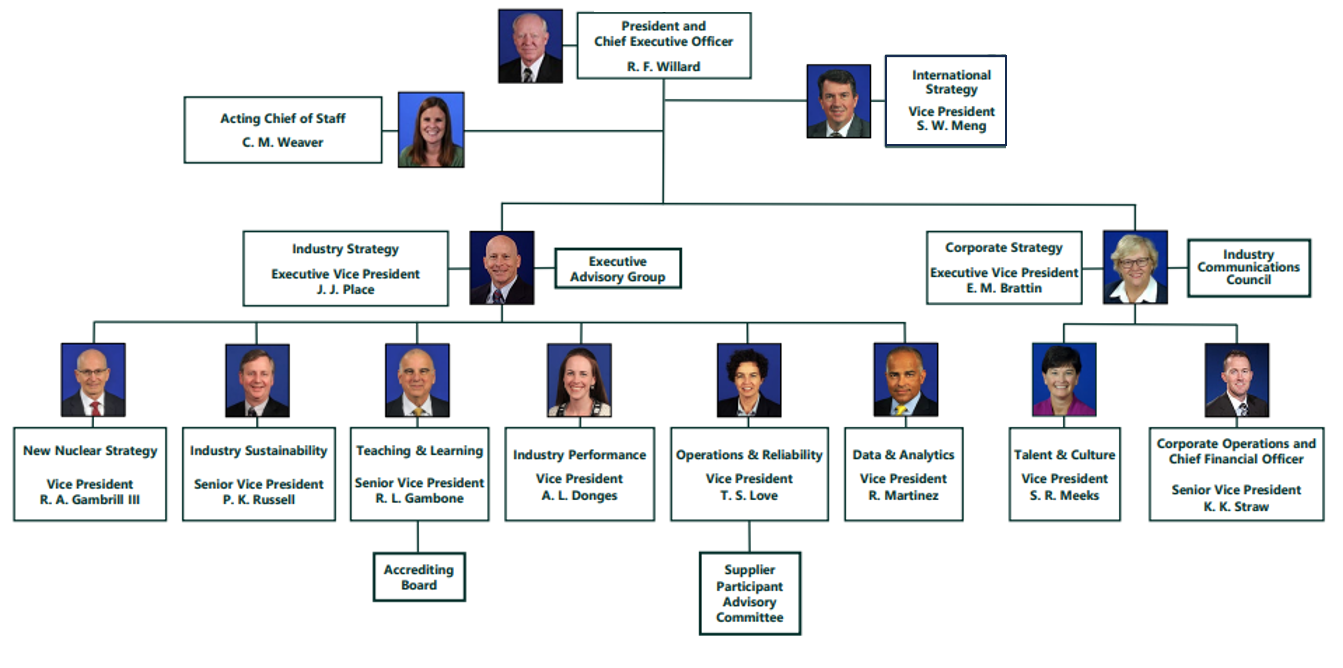 President and
Chief Executive Officer
R. F. Willard
International
Strategy
Vice President
S. W. Meng
Acting Chief of Staff
C. M. Weaver
Industry Strategy
Executive Vice President
J. J. Place
Executive
Advisory Group
Corporate Strategy
Executive Vice President
E. M. Brattin
Industry
Communications
Council
New Nuclear Strategy
Vice President
R. A. Gambrill III
Industry Sustainability
Senior Vice President
P. K. Russell
Teaching & Learning
Senior Vice President
R. L. Gambone
Industry Performance
Vice President
A. L. Donges
Operations & Reliability
Vice President
T. S. Love
Data & Analytics
Vice President
R. Martinez
Talent & Culture
Vice President
S. R. Meeks
Corporate Operations and
Chief Financial Officer
Senior Vice President
K. K. Straw
Accrediting
Board
Supplier
Participant
Advisory
Committee